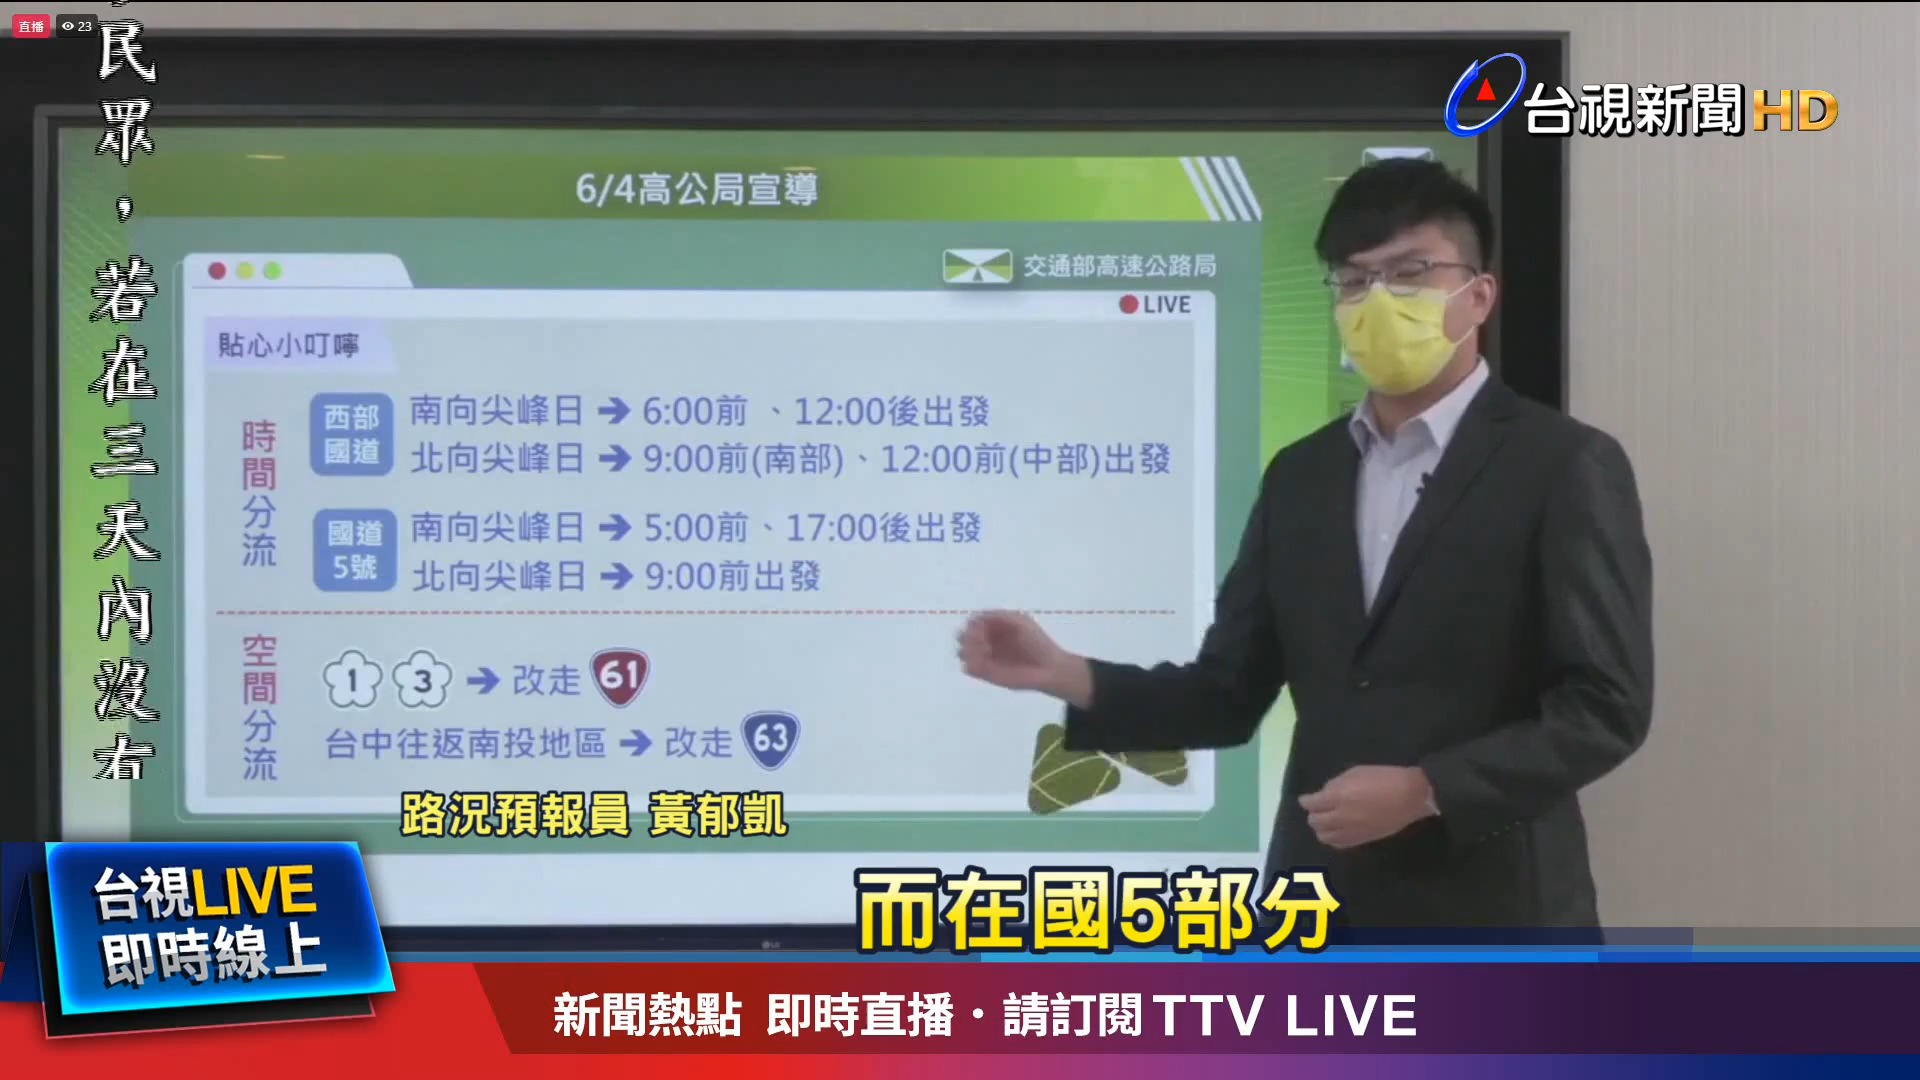 直播 23
民眾，若在三天內沒有
台視新聞HD
6/4高公局宣導
交通部高速公路局
LIVE
貼心小叮嚀
時間分流
西部國道
南向尖峰日→6:00前、12:00後出發
北向尖峰日→9:00前(南部)、12:00前(中部)出發
國道5號
南向尖峰日→5:00前、17:00後出發
北向尖峰日→9:00前出發
空間分流
1 3→改走61
台中往返南投地區→改走63
路況預報員 黃郁凱
而在國5部分
LG
台視LIVE
即時線上
新聞熱點 即時直播·請訂閱TTV LIVE